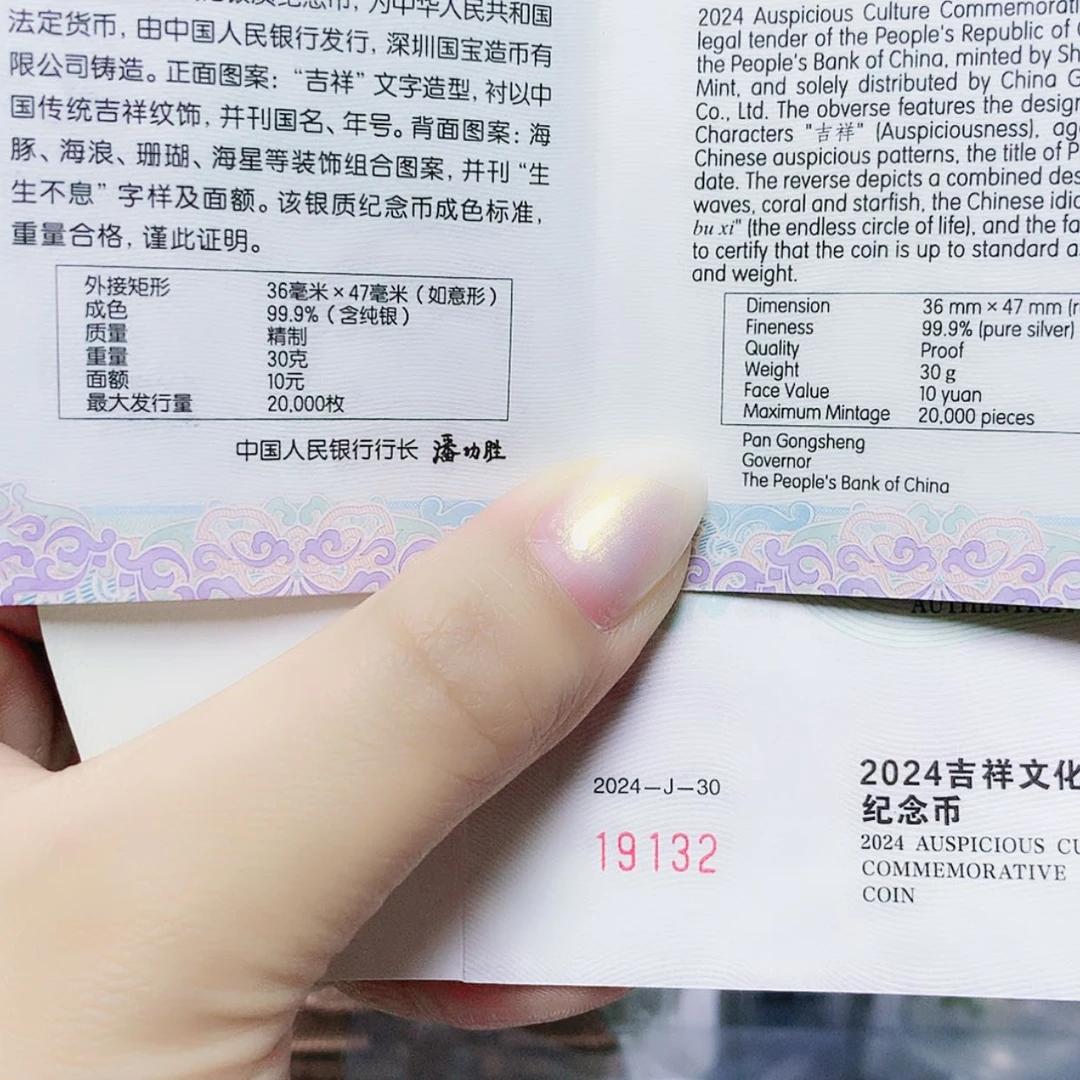 银质纪念币，为中华人民共和国
法定货币，由中国人民银行发行，深圳国宝造币有
限公司铸造。正面图案：“吉祥”文字造型，衬以中
国传统吉祥纹饰，并刊国名、年号。背面图案：海
豚、海浪、珊瑚、海星等装饰组合图案，并刊“生
生不息”字样及面额。该银质纪念币成色标准，
重量合格，谨此证明。
外接矩形 36毫米×47毫米（如意形）
成色 99.9%（含纯银）
质量 精制
重量 30克
面额 10元
最大发行量 20,000枚
中国人民银行行长 潘功胜
2024 Auspicious Culture Commemorati
legal tender of the People's Republic of
the People's Bank of China, minted by Sh
Mint, and solely distributed by China G
Co., Ltd. The obverse features the design
Characters "吉祥" (Auspiciousness), ag
Chinese auspicious patterns, the title of P
date. The reverse depicts a combined des
waves, coral and starfish, the Chinese idio
bu xi" (the endless circle of life), and the fa
to certify that the coin is up to standard a
and weight.
Dimension 36 mm × 47 mm (r
Fineness 99.9% (pure silver)
Quality Proof
Weight 30 g
Face Value 10 yuan
Maximum Mintage 20,000 pieces
Pan Gongsheng
Governor
The People's Bank of China
2024—J—30
19132
2024吉祥文化
纪念币
2024 AUSPICIOUS CU
COMMEMORATIVE
COIN